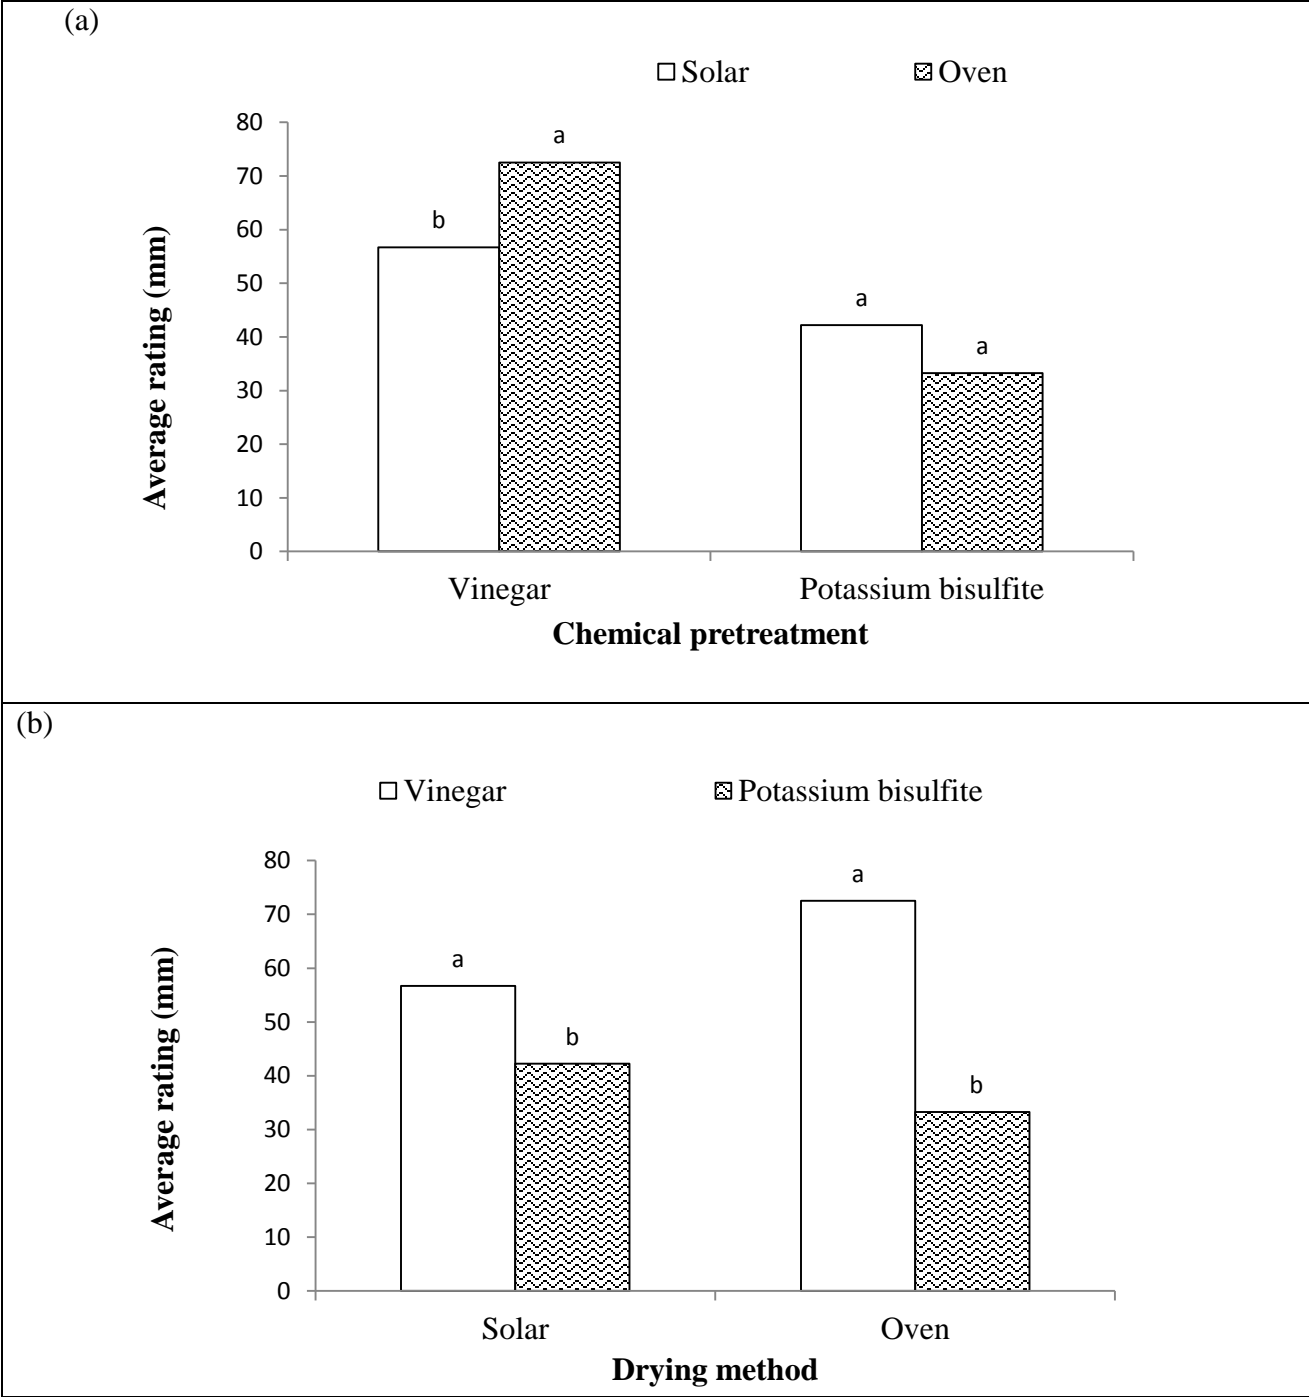 (a)
Solar Oven
80
a
70
b
60
50
a
40
a
30
20
10
0
Average rating (mm)
Vinegar Potassium bisulfite
Chemical pretreatment
(b)
Vinegar Potassium bisulfite
80
a
70
a
60
50
b
40
b
30
20
10
0
Average rating (mm)
Solar Oven
Drying method